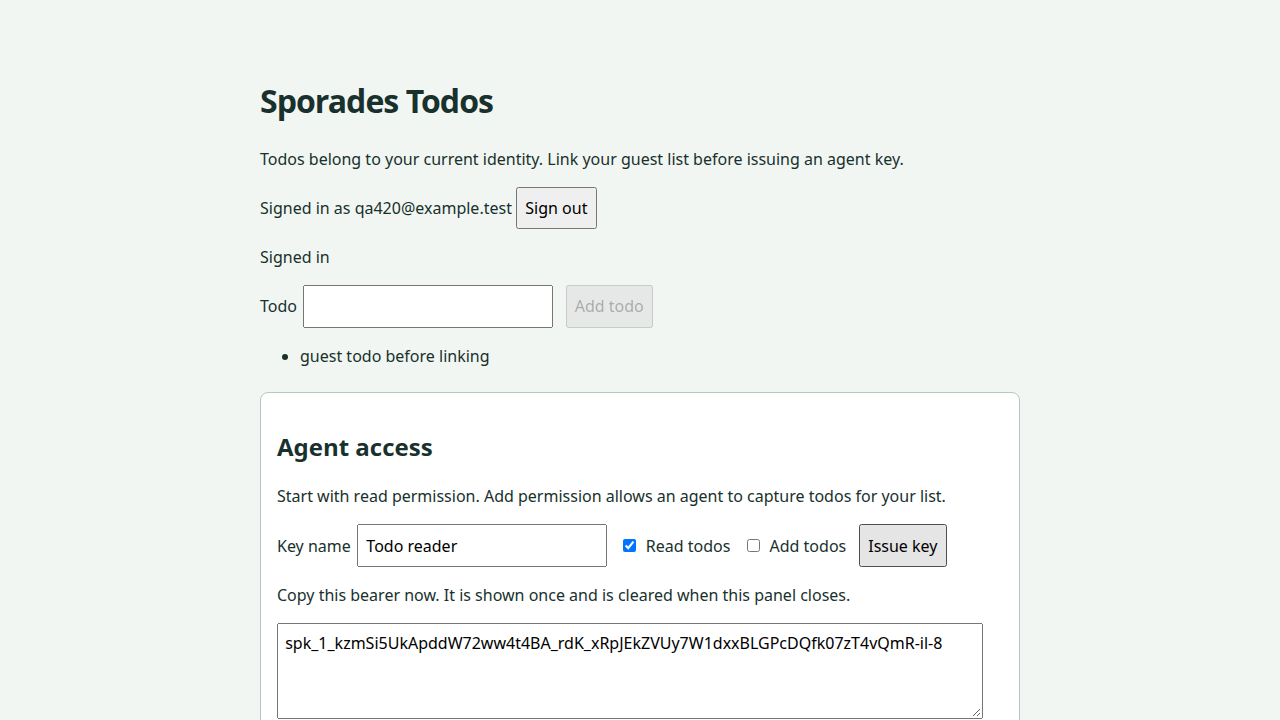 Sporades Todos
Todos belong to your current identity. Link your guest list before issuing an agent key.
Signed in as qa420@example.test Sign out
Signed in
Todo Add todo
• guest todo before linking
Agent access
Start with read permission. Add permission allows an agent to capture todos for your list.
Key name Todo reader Read todos Add todos Issue key
Copy this bearer now. It is shown once and is cleared when this panel closes.
spk_1_kzmSi5UkApddW72ww4t4BA_rdK_xRpJEkZVUy7W1dxxBLGPcDQfk07zT4vQmR-il-8